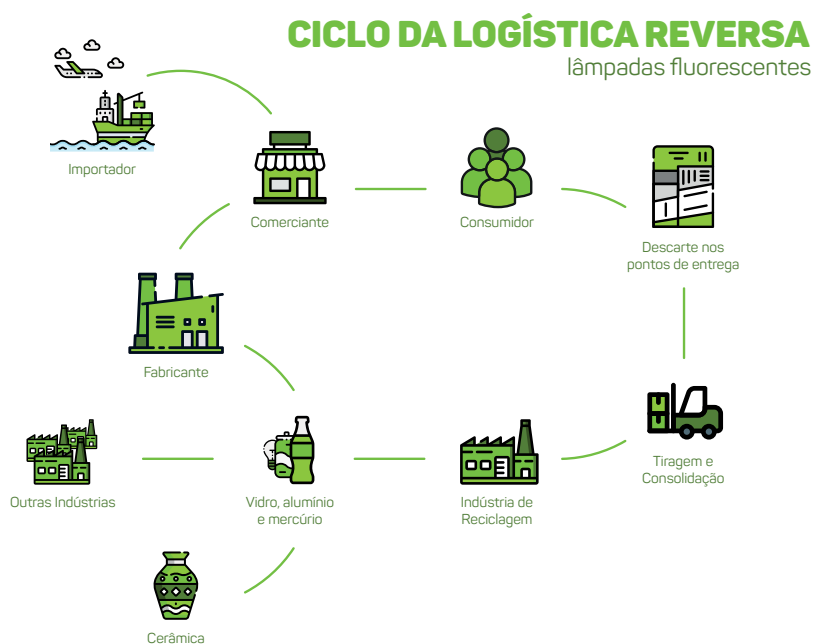 CICLO DA LOGÍSTICA REVERSA
lâmpadas fluorescentes
Importador
Comerciante
Consumidor
Descarte nos
pontos de entrega
Fabricante
Tiragem e
Consolidação
Outras Indústrias
Vidro, alumínio
e mercúrio
Indústria de
Reciclagem
Cerâmica